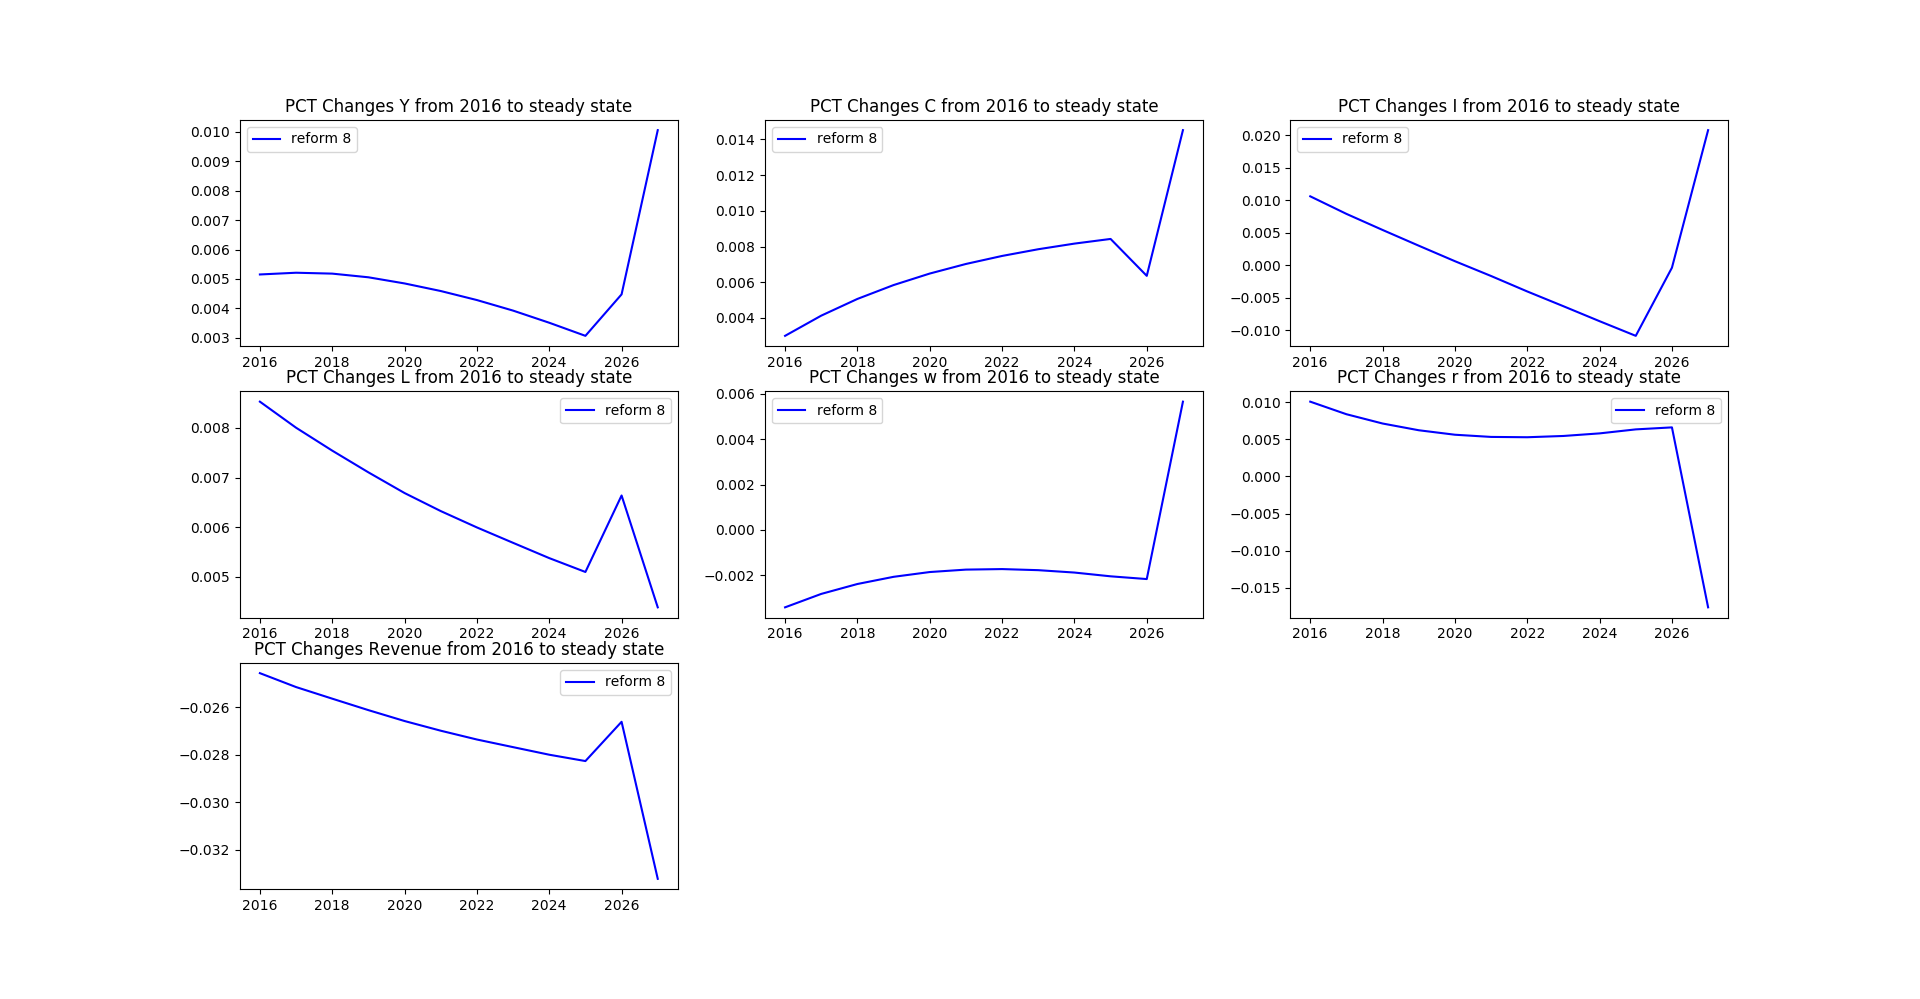 PCT Changes Y from 2016 to steady state
reform 8
0.010
0.009
0.008
0.007
0.006
0.005
0.004
0.003
2016 2018 2020 2022 2024 2026
PCT Changes C from 2016 to steady state
reform 8
0.014
0.012
0.010
0.008
0.006
0.004
2016 2018 2020 2022 2024 2026
PCT Changes I from 2016 to steady state
reform 8
0.020
0.015
0.010
0.005
0.000
−0.005
−0.010
2016 2018 2020 2022 2024 2026
PCT Changes L from 2016 to steady state
reform 8
0.008
0.007
0.006
0.005
2016 2018 2020 2022 2024 2026
PCT Changes w from 2016 to steady state
reform 8
0.006
0.004
0.002
0.000
−0.002
2016 2018 2020 2022 2024 2026
PCT Changes r from 2016 to steady state
reform 8
0.010
0.005
0.000
−0.005
−0.010
−0.015
2016 2018 2020 2022 2024 2026
PCT Changes Revenue from 2016 to steady state
reform 8
−0.026
−0.028
−0.030
−0.032
2016 2018 2020 2022 2024 2026